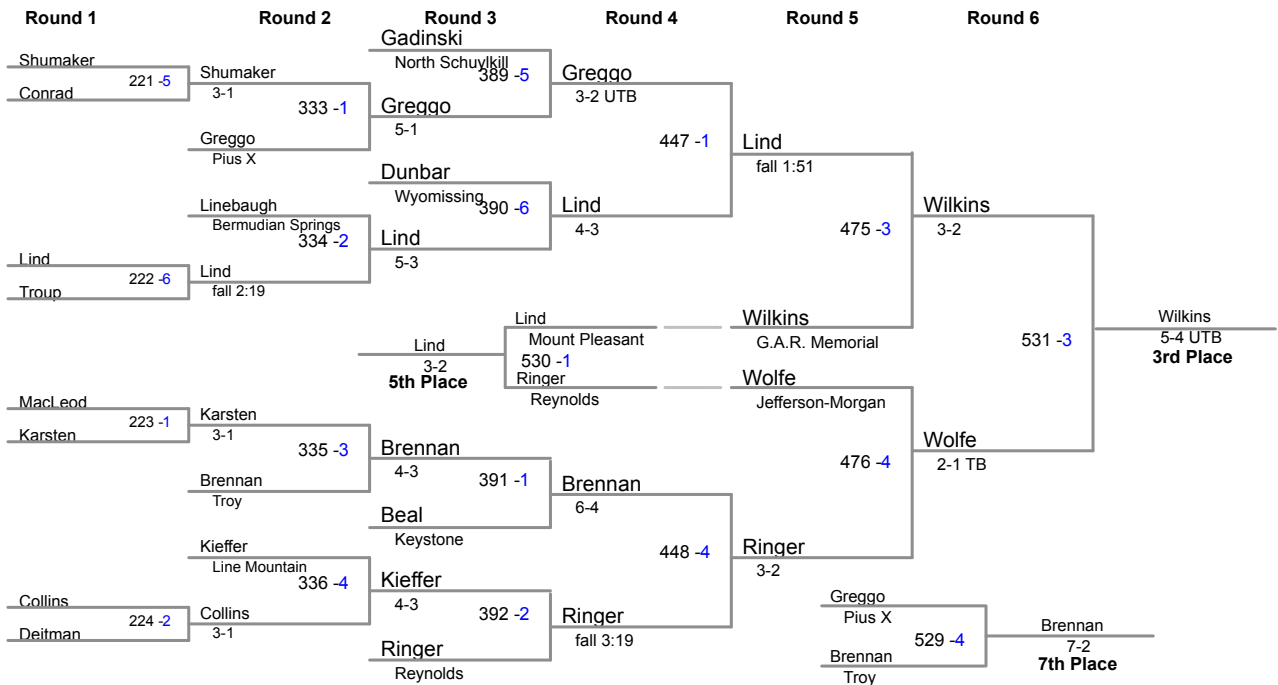 Round 1
Round 2
Round 3
Round 4
Round 5
Round 6
Shumaker
221 -5
Conrad
Shumaker
3-1
333 -1
Greggo
Pius X
Linebaugh
Bermudian Springs
334 -2
Lind
222 -6
Troup
Lind
fall 2:19
Gadinski
North Schuylkill
389 -5
Greggo
5-1
Dunbar
Wyomissing
390 -6
Lind
5-3
Greggo
3-2 UTB
447 -1
Lind
4-3
Lind
fall 1:51
475 -3
Wilkins
G.A.R. Memorial
Wilkins
3-2
531 -3
Wilkins
5-4 UTB
3rd Place
Lind
Mount Pleasant
530 -1
Ringer
Reynolds
Lind
3-2
5th Place
Wolfe
Jefferson-Morgan
476 -4
Wolfe
2-1 TB
MacLeod
223 -1
Karsten
Karsten
3-1
335 -3
Brennan
Troy
Brennan
4-3
391 -1
Beal
Keystone
Brennan
6-4
448 -4
Ringer
3-2
Kieffer
Line Mountain
336 -4
Collins
224 -2
Deitman
Collins
3-1
Kieffer
4-3
392 -2
Ringer
Reynolds
Ringer
fall 3:19
Greggo
Pius X
529 -4
Brennan
Troy
Brennan
7-2
7th Place